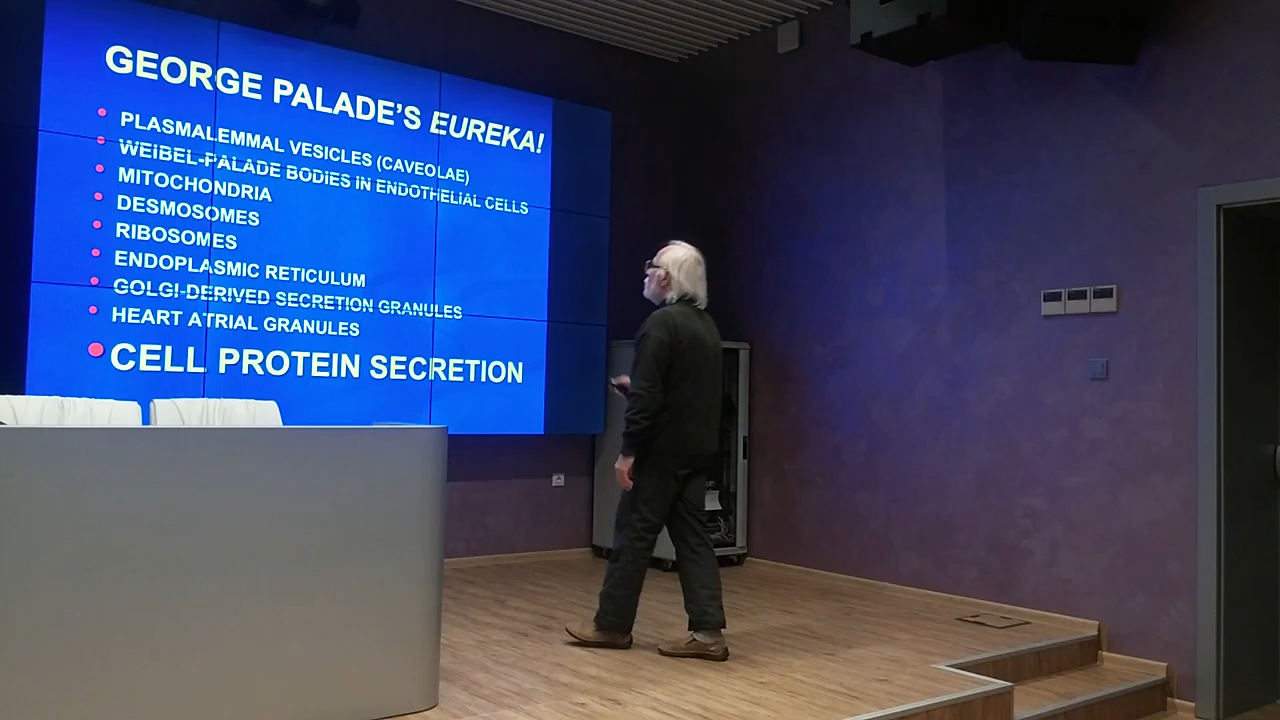 GEORGE PALADE'S EUREKA!
PLASMALEMMAL VESICLES (CAVEOLAE)
WEIBEL-PALADE BODIES IN ENDOTHELIAL CELLS
MITOCHONDRIA
DESMOSOMES
RIBOSOMES
ENDOPLASMIC RETICULUM
GOLGI-DERIVED SECRETION GRANULES
HEART ATRIAL GRANULES
CELL PROTEIN SECRETION